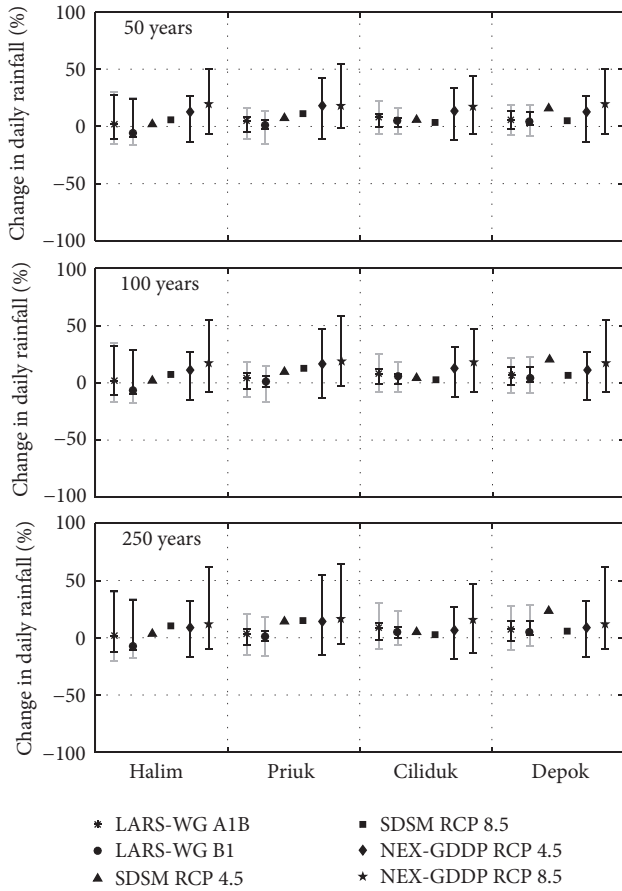 Change in daily rainfall (%)
50 years
100
50
0
−50
−100
Change in daily rainfall (%)
100 years
100
50
0
−50
−100
Change in daily rainfall (%)
250 years
100
50
0
−50
−100
Halim Priuk Ciliduk Depok
LARS-WG A1B
LARS-WG B1
SDSM RCP 4.5
SDSM RCP 8.5
NEX-GDDP RCP 4.5
NEX-GDDP RCP 8.5